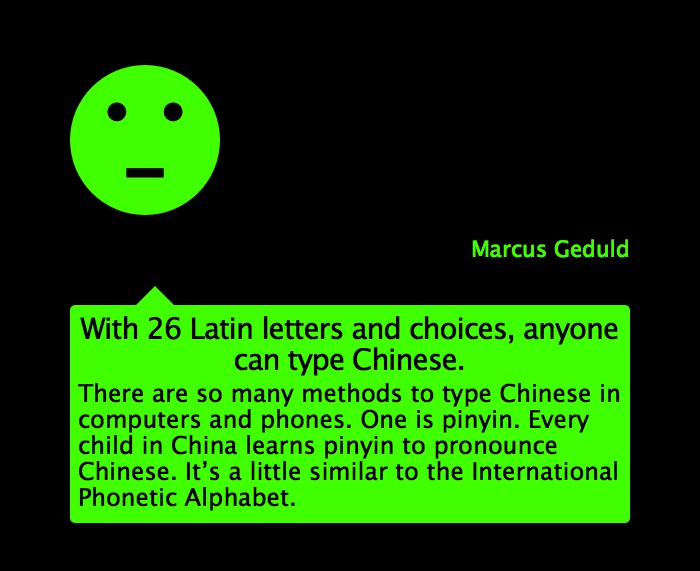 Marcus Geduld
With 26 Latin letters and choices, anyone
can type Chinese.
There are so many methods to type Chinese in
computers and phones. One is pinyin. Every
child in China learns pinyin to pronounce
Chinese. It’s a little similar to the International
Phonetic Alphabet.